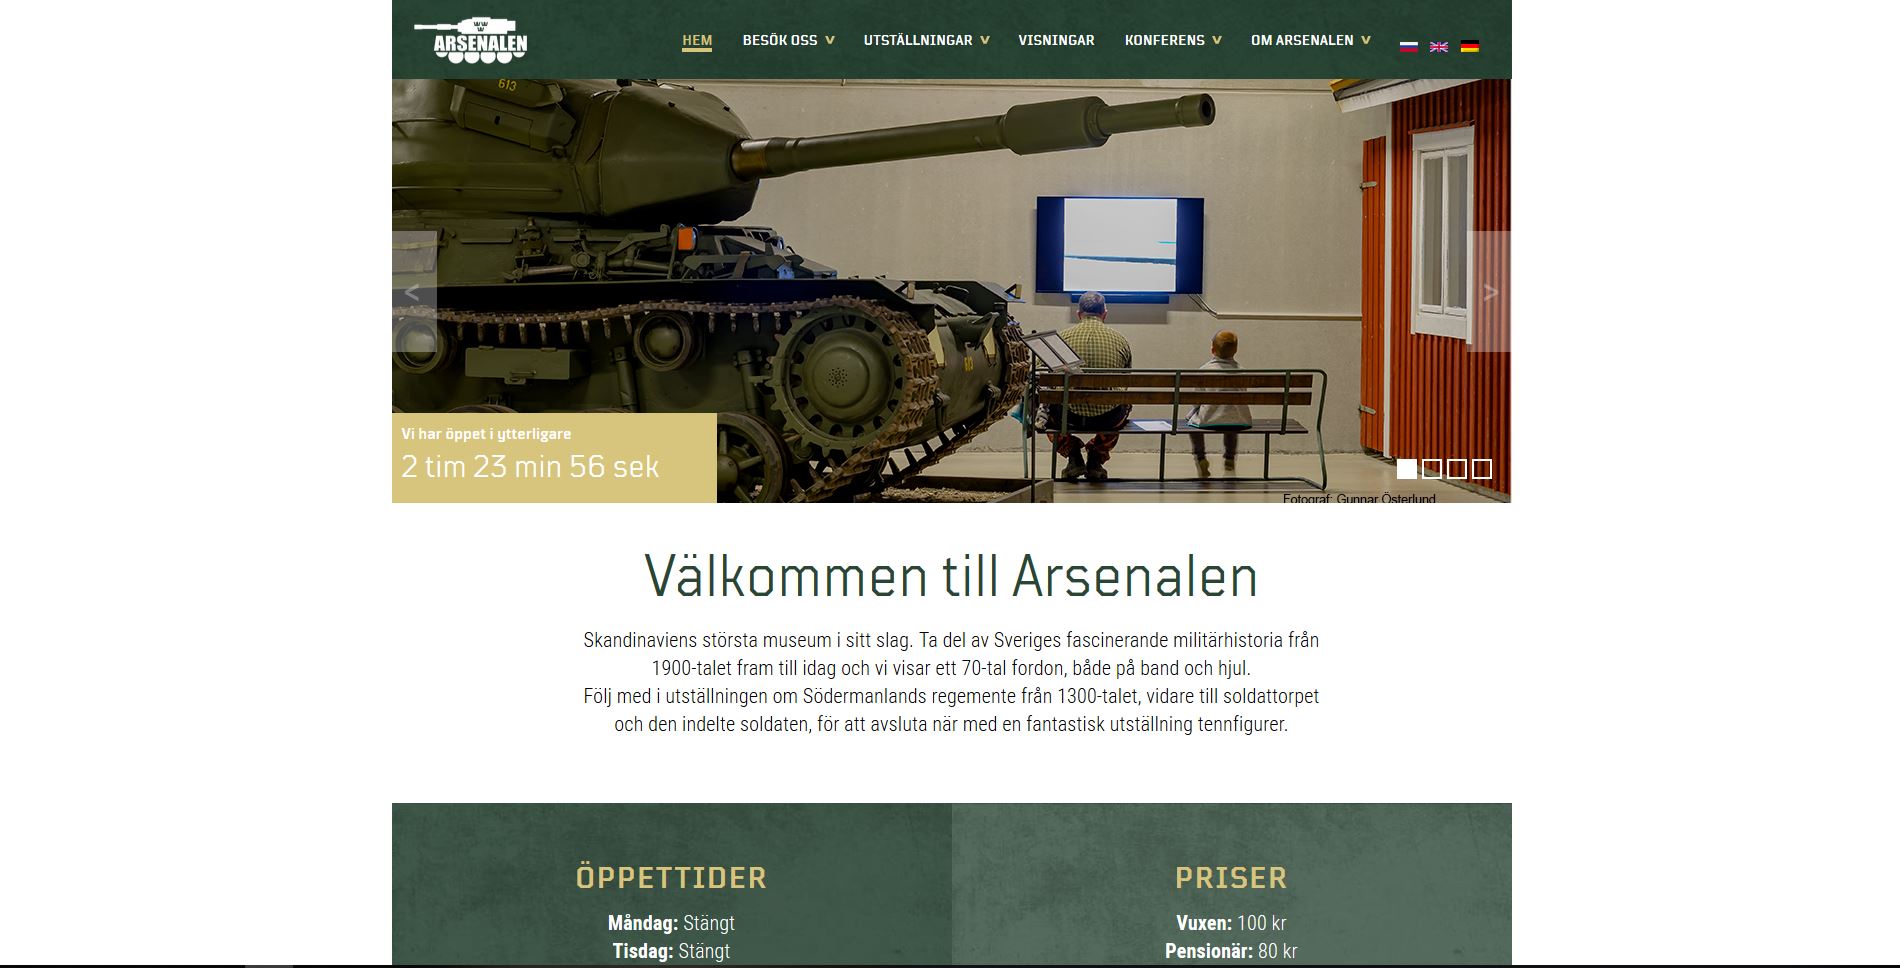 ARSENALEN
HEM BESÖK OSS UTSTÄLLNINGAR VISNINGAR KONFERENS OM ARSENALEN
613
Vi har öppet i ytterligare
2 tim 23 min 56 sek
Fotograf: Gunnar Österlund
Välkommen till Arsenalen
Skandinaviens största museum i sitt slag. Ta del av Sveriges fascinerande militärhistoria från
1900-talet fram till idag och vi visar ett 70-tal fordon, både på band och hjul.
Följ med i utställningen om Södermanlands regemente från 1300-talet, vidare till soldattorpet
och den indelte soldaten, för att avsluta när med en fantastisk utställning tennfigurer.
ÖPPETTIDER
Måndag: Stängt
Tisdag: Stängt
PRISER
Vuxen: 100 kr
Pensionär: 80 kr